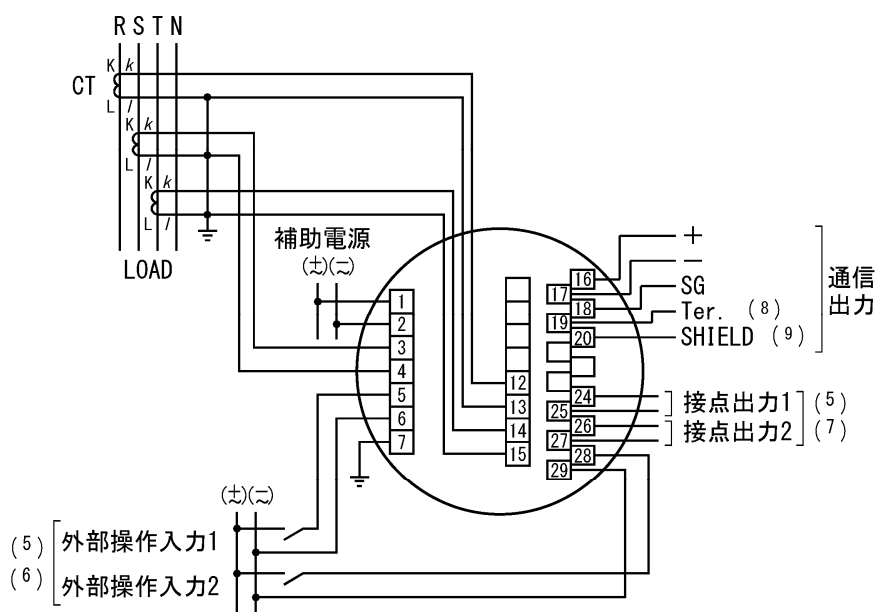 R S T N
K k
CT
L l
K k
L l
K k
L l
LOAD
補助電源
(±)(−)
1
2
3
4
5
6
7
12
13
14
15
16
17
18
19
20
24
25
26
27
28
29
+
−
SG
Ter. (8)
SHIELD (9)
通信
出力
接点出力1 (5)
接点出力2 (7)
(±)(−)
(5) 外部操作入力1
(6) 外部操作入力2